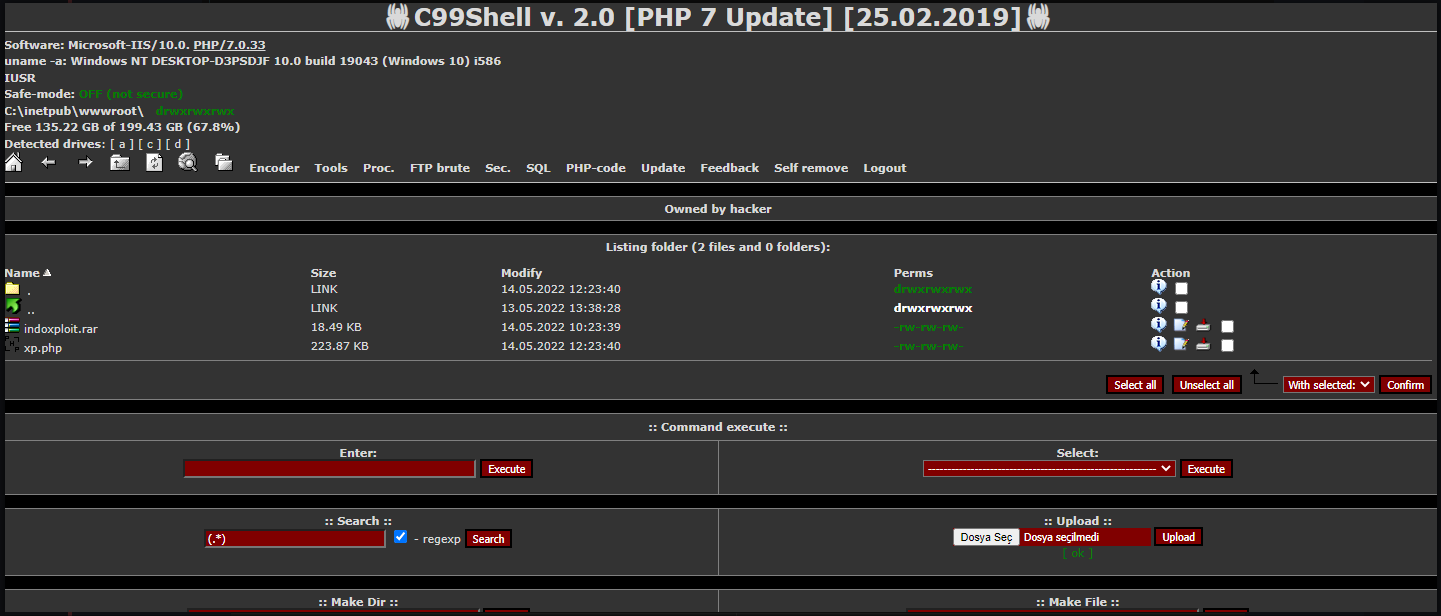 C99Shell v. 2.0 [PHP 7 Update] [25.02.2019]
Software: Microsoft-IIS/10.0. PHP/7.0.33
uname -a: Windows NT DESKTOP-D3PSDJF 10.0 build 19043 (Windows 10) i586
IUSR
Safe-mode: OFF (not secure)
C:\inetpub\wwwroot\ drwxrwxrwx
Free 135.22 GB of 199.43 GB (67.8%)
Detected drives: [ a ] [ c ] [ d ]
Encoder Tools Proc. FTP brute Sec. SQL PHP-code Update Feedback Self remove Logout
Owned by hacker
Listing folder (2 files and 0 folders):
Name Size Modify Perms Action
. LINK 14.05.2022 12:23:40 drwxrwxrwx
.. LINK 13.05.2022 13:38:28 drwxrwxrwx
indoxploit.rar 18.49 KB 14.05.2022 10:23:39 -rw-rw-rw-
xp.php 223.87 KB 14.05.2022 12:23:40 -rw-rw-rw-
Select all Unselect all With selected: Confirm
:: Command execute ::
Enter: Select:
Execute ----------------------------------------------------------- Execute
:: Search :: :: Upload ::
(.*) - regexp Search Dosya Seç Dosya seçilmedi Upload
[ ok ]
:: Make Dir :: :: Make File ::